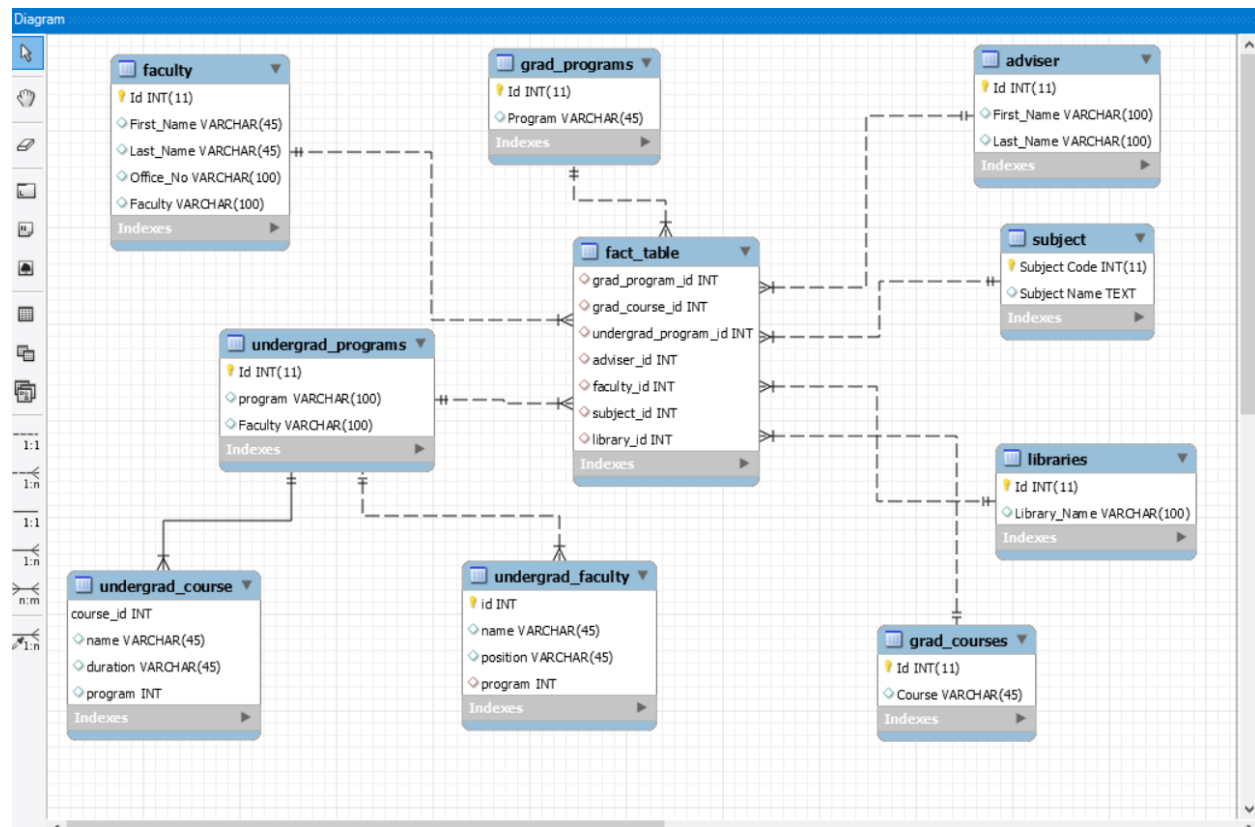 Diagram
faculty
Id INT(11)
First_Name VARCHAR(45)
Last_Name VARCHAR(45)
Office_No VARCHAR(100)
Faculty VARCHAR(100)
Indexes
grad_programs
Id INT(11)
Program VARCHAR(45)
Indexes
adviser
Id INT(11)
First_Name VARCHAR(100)
Last_Name VARCHAR(100)
Indexes
fact_table
grad_program_id INT
grad_course_id INT
undergrad_program_id INT
adviser_id INT
faculty_id INT
subject_id INT
library_id INT
Indexes
subject
Subject Code INT(11)
Subject Name TEXT
Indexes
undergrad_programs
Id INT(11)
program VARCHAR(100)
Faculty VARCHAR(100)
Indexes
libraries
Id INT(11)
Library_Name VARCHAR(100)
Indexes
undergrad_course
course_id INT
name VARCHAR(45)
duration VARCHAR(45)
program INT
Indexes
undergrad_faculty
id INT
name VARCHAR(45)
position VARCHAR(45)
program INT
Indexes
grad_courses
Id INT(11)
Course VARCHAR(45)
Indexes
1:1
1:n
1:1
1:n
n:m
1:n